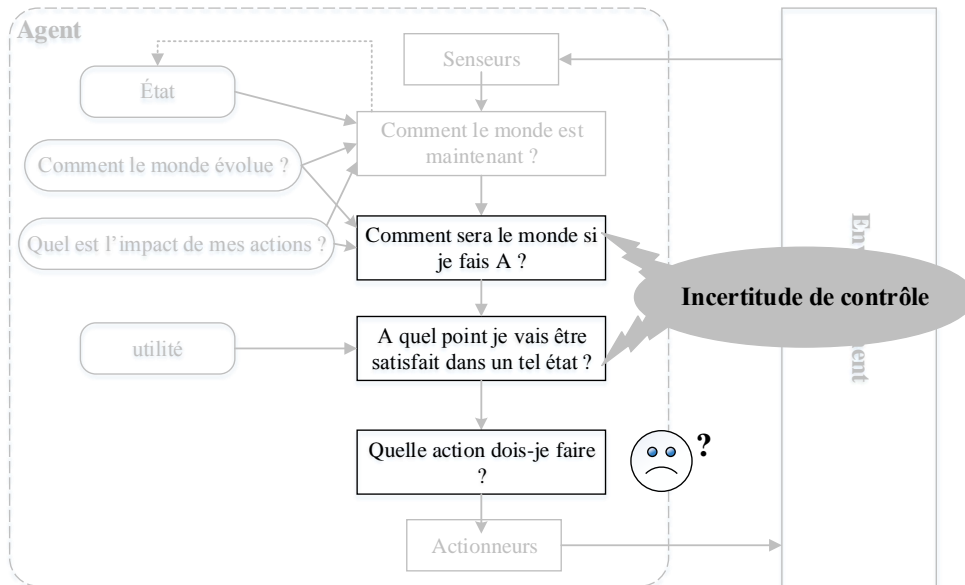 Agent
Senseurs
État
Comment le monde est
maintenant ?
Comment le monde évolue ?
Quel est l’impact de mes actions ?
Comment sera le monde si
je fais A ?
Incertitude de contrôle
utilité
A quel point je vais être
satisfait dans un tel état ?
Quelle action dois-je faire
?
?
Actionneurs